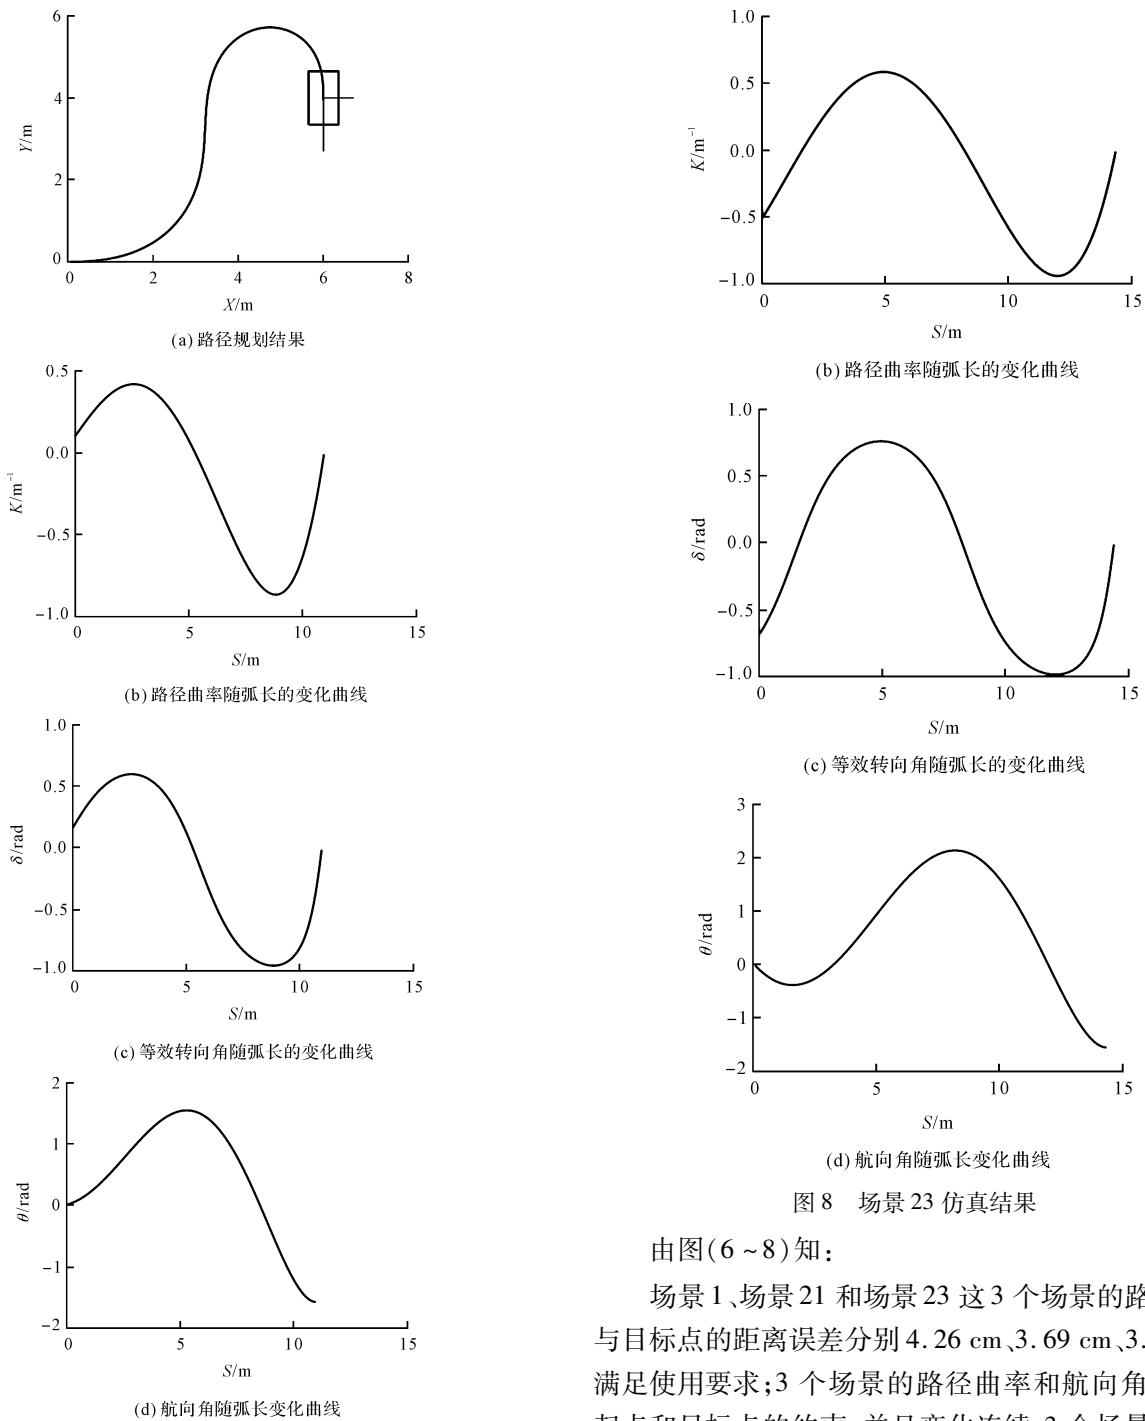 6
4
2
0
Y/m
0 2 4 6 8
X/m
(a) 路径规划结果
0.5
0.0
−0.5
−1.0
K/m⁻¹
0 5 10 15
S/m
(b) 路径曲率随弧长的变化曲线
1.0
0.5
0.0
−0.5
−1.0
δ/rad
0 5 10 15
S/m
(c) 等效转向角随弧长的变化曲线
2
1
0
−1
−2
θ/rad
0 5 10 15
S/m
(d) 航向角随弧长变化曲线
1.0
0.5
0.0
−0.5
−1.0
K/m⁻¹
0 5 10 15
S/m
(b) 路径曲率随弧长的变化曲线
1.0
0.5
0.0
−0.5
−1.0
δ/rad
0 5 10 15
S/m
(c) 等效转向角随弧长的变化曲线
3
2
1
0
−1
−2
θ/rad
0 5 10 15
S/m
(d) 航向角随弧长变化曲线
图 8 场景 23 仿真结果
由图(6 ~ 8)知:
场景 1、场景 21 和场景 23 这 3 个场景的路
与目标点的距离误差分别 4. 26 cm、3. 69 cm、3.
满足使用要求;3 个场景的路径曲率和航向角